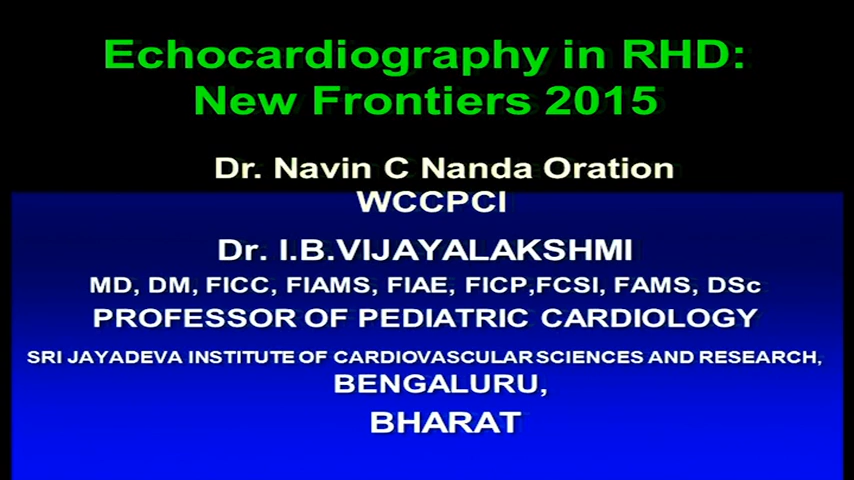 Echocardiography in RHD:
New Frontiers 2015
Dr. Navin C Nanda Oration
WCCPCI
Dr. I.B.VIJAYALAKSHMI
MD, DM, FICC, FIAMS, FIAE, FICP,FCSI, FAMS, DSc
PROFESSOR OF PEDIATRIC CARDIOLOGY
SRI JAYADEVA INSTITUTE OF CARDIOVASCULAR SCIENCES AND RESEARCH,
BENGALURU,
BHARAT